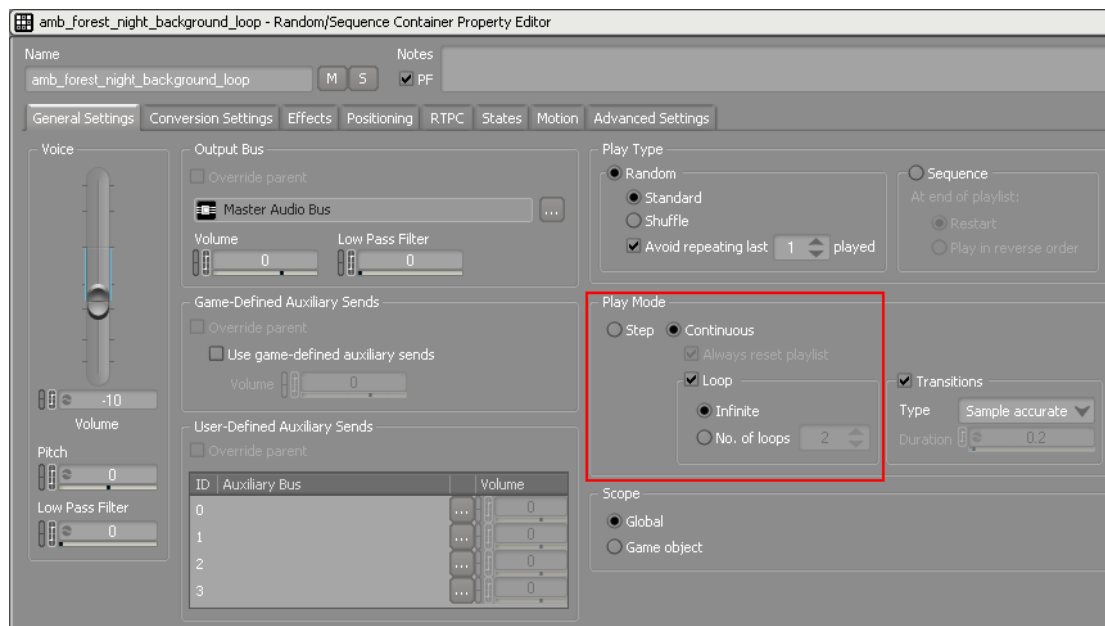 amb_forest_night_background_loop - Random/Sequence Container Property Editor
Name
Notes
amb_forest_night_background_loop
M
S
PF
General Settings
Conversion Settings
Effects
Positioning
RTPC
States
Motion
Advanced Settings
Voice
-10
Volume
Pitch
0
Low Pass Filter
0
Output Bus
Override parent
Master Audio Bus
...
Volume
Low Pass Filter
0
0
Game-Defined Auxiliary Sends
Override parent
Use game-defined auxiliary sends
Volume
0
User-Defined Auxiliary Sends
Override parent
ID
Auxiliary Bus
Volume
0
...
0
1
...
0
2
...
0
3
...
0
Play Type
Random
Standard
Shuffle
Avoid repeating last 1 played
Sequence
At end of playlist:
Restart
Play in reverse order
Play Mode
Step
Continuous
Always reset playlist
Loop
Infinite
No. of loops
2
Transitions
Type
Sample accurate
Duration
0.2
Scope
Global
Game object